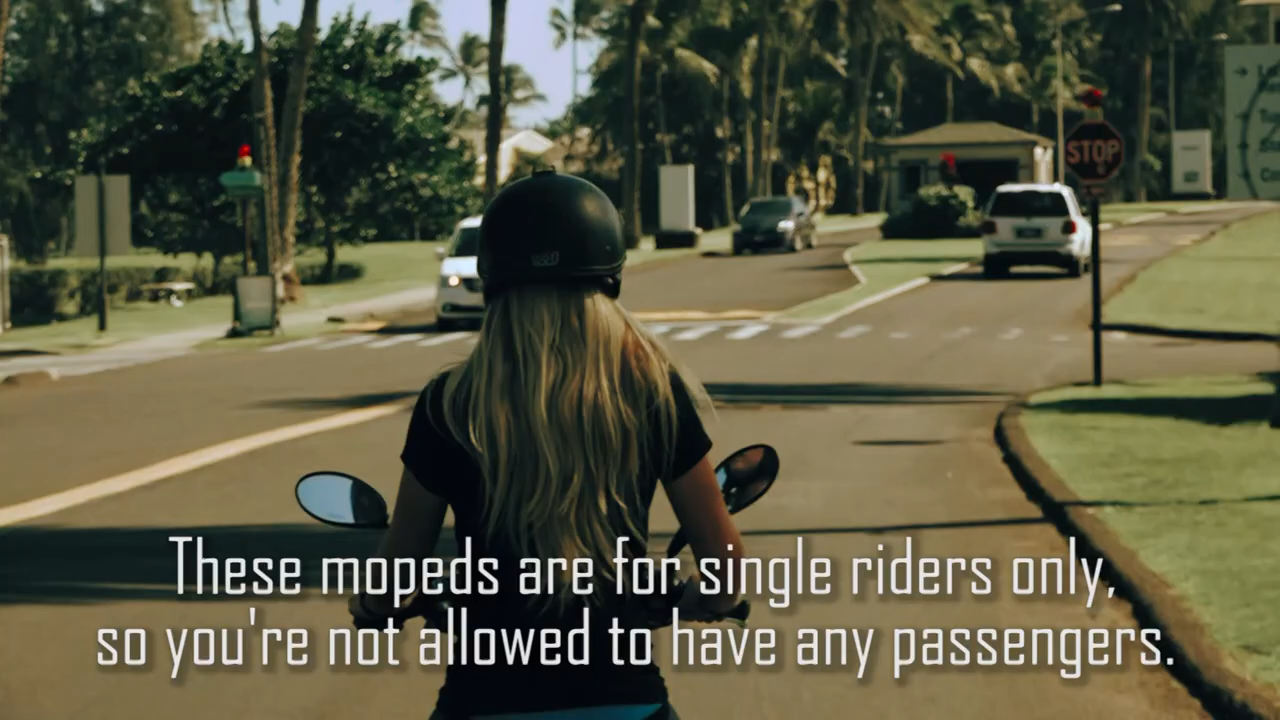 STOP
These mopeds are for single riders only,
so you're not allowed to have any passengers.